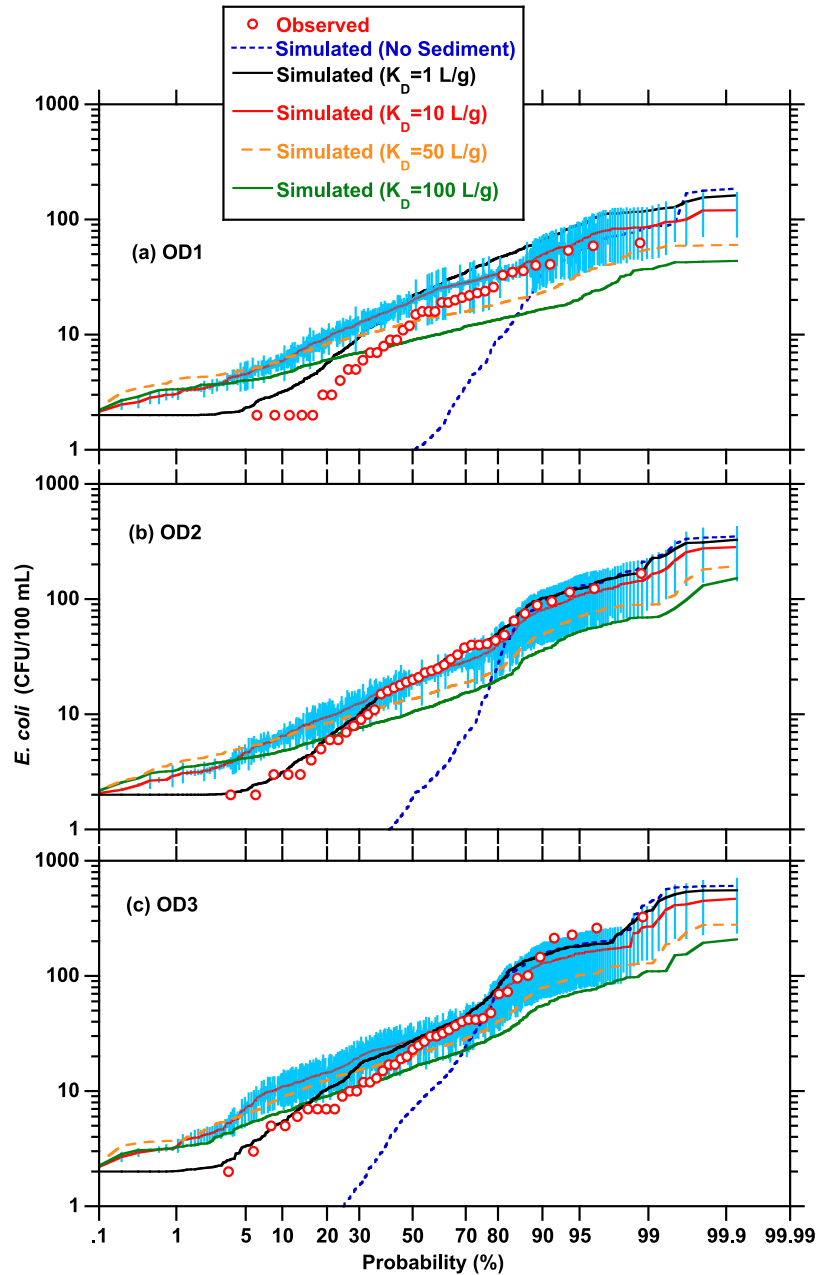 Observed
Simulated (No Sediment)
Simulated (K_D=1 L/g)
Simulated (K_D=10 L/g)
Simulated (K_D=50 L/g)
Simulated (K_D=100 L/g)
1000
100
10
1
(a) OD1
1000
100
10
1
(b) OD2
E. coli (CFU/100 mL)
1000
100
10
1
(c) OD3
.1 1 5 10 20 30 50 70 80 90 95 99 99.9 99.99
Probability (%)